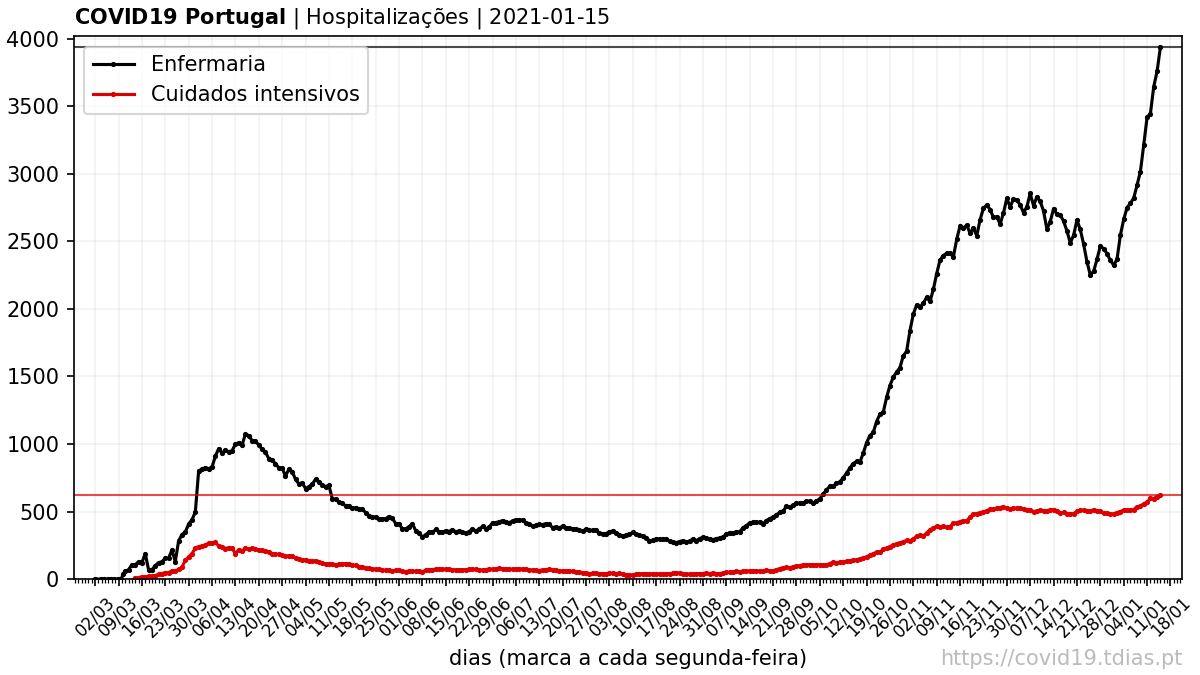 COVID19 Portugal | Hospitalizações | 2021-01-15
Enfermaria
Cuidados intensivos
4000
3500
3000
2500
2000
1500
1000
500
0
02/03 09/03 16/03 23/03 30/03 06/04 13/04 20/04 27/04 04/05 11/05 18/05 25/05 01/06 08/06 15/06 22/06 29/06 06/07 13/07 20/07 27/07 03/08 10/08 17/08 24/08 31/08 07/09 14/09 21/09 28/09 05/10 12/10 19/10 26/10 02/11 09/11 16/11 23/11 30/11 07/12 14/12 21/12 28/12 04/01 11/01 18/01
dias (marca a cada segunda-feira)
https://covid19.tdias.pt